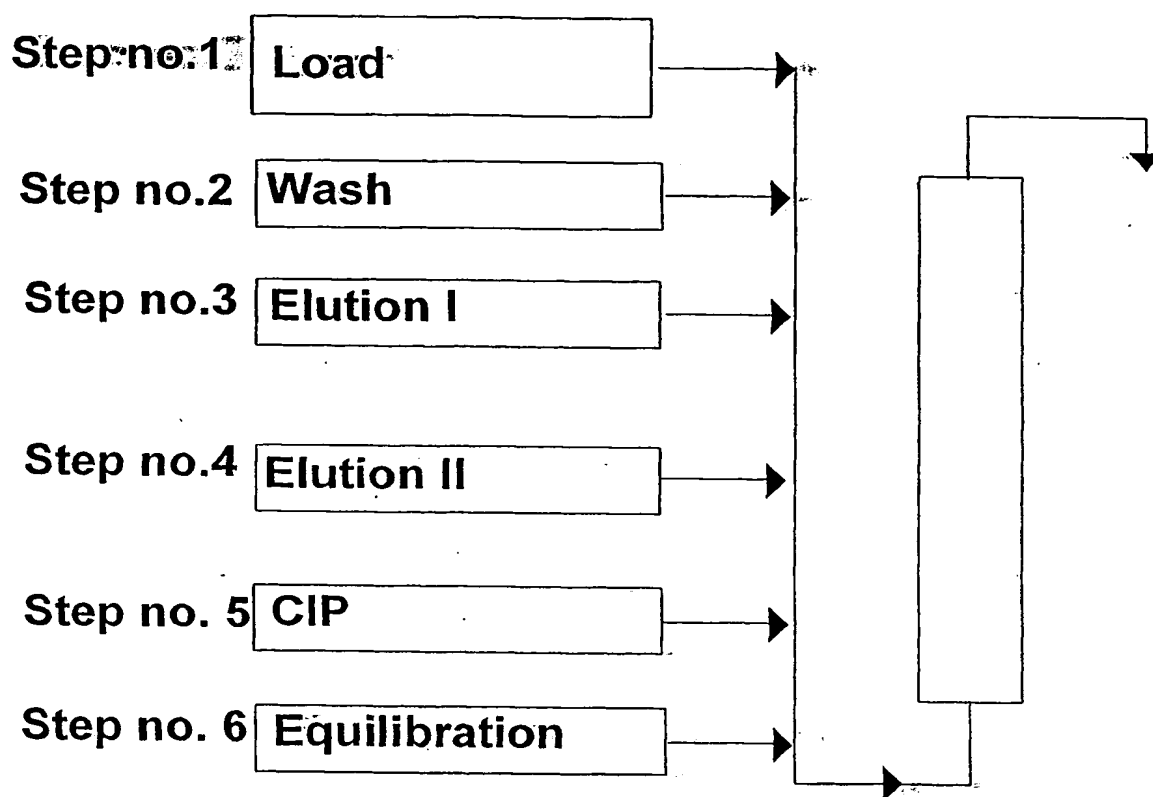 Step no.1 Load
Step no.2 Wash
Step no.3 Elution I
Step no.4 Elution II
Step no. 5 CIP
Step no. 6 Equilibration